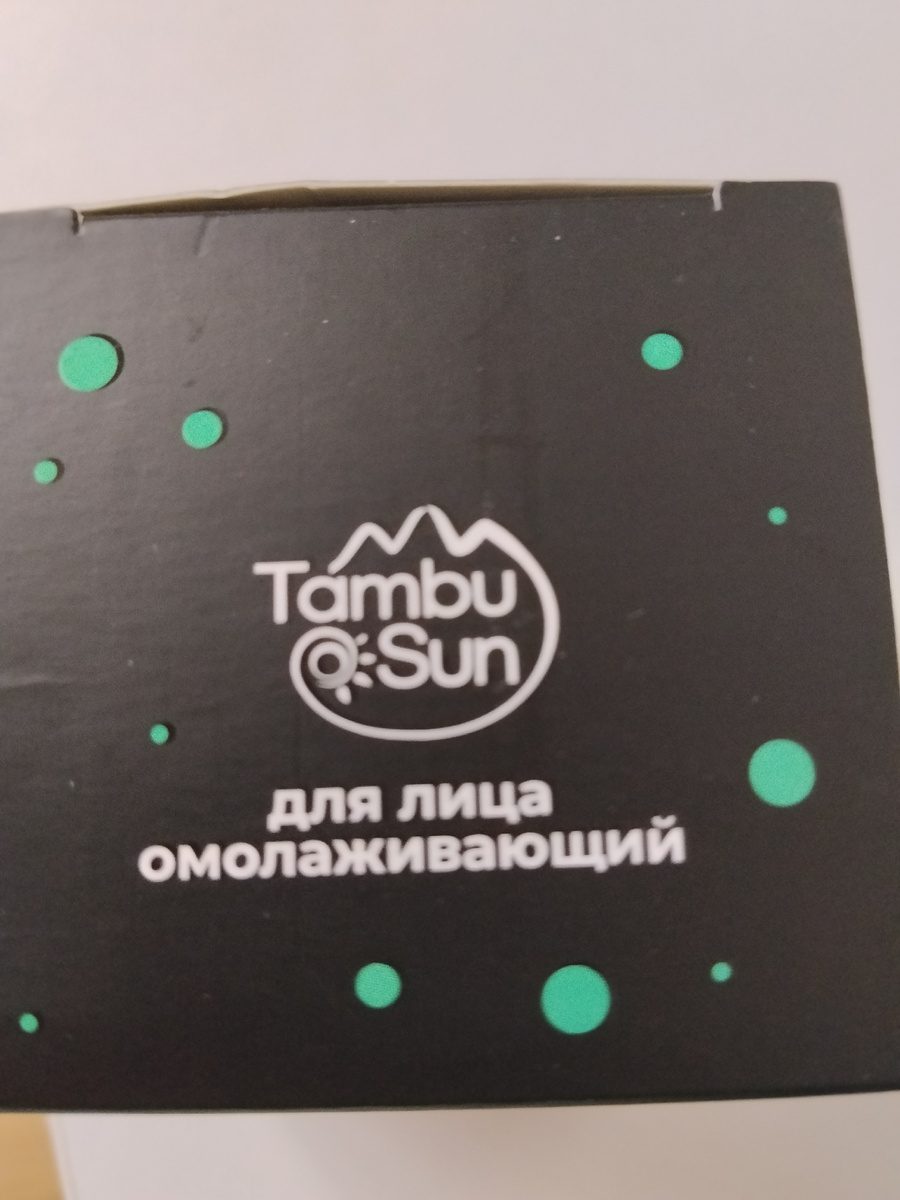 Tambu
Sun
для лица
омолаживающий